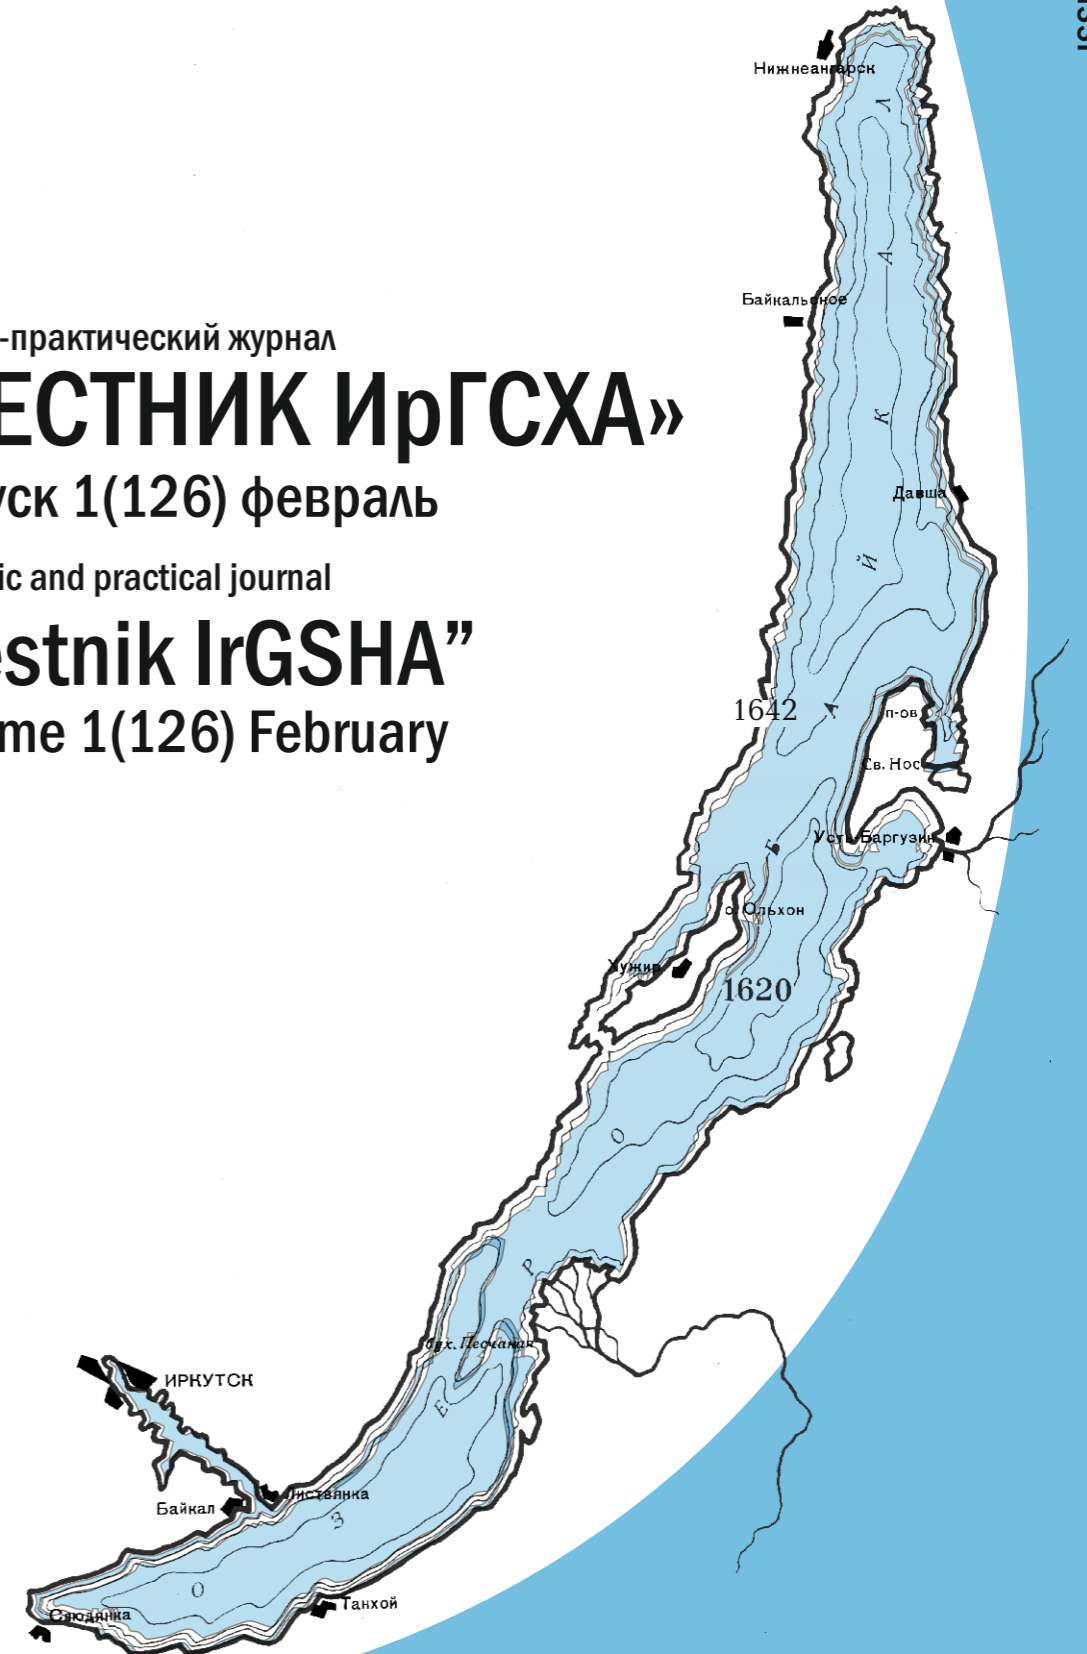 -практический журнал
ЕСТНИК ИрГСХА»
уск 1(126) февраль
ic and practical journal
estnik IrGSHA”
me 1(126) February
Нижнеангарск
Байкальское
Давша
1642
п-ов
Св. Нос
Усть-Баргузин
о. Ольхон
Хужир
1620
бух. Песчаная
ИРКУТСК
Листвянка
Байкал
Слюдянка
Танхой
О З Е Р О Б А Й К А Л